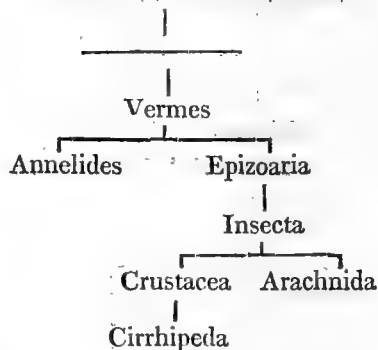 Vermes
Annelides Epizoaria
Insecta
Crustacea Arachnida
Cirrhipeda